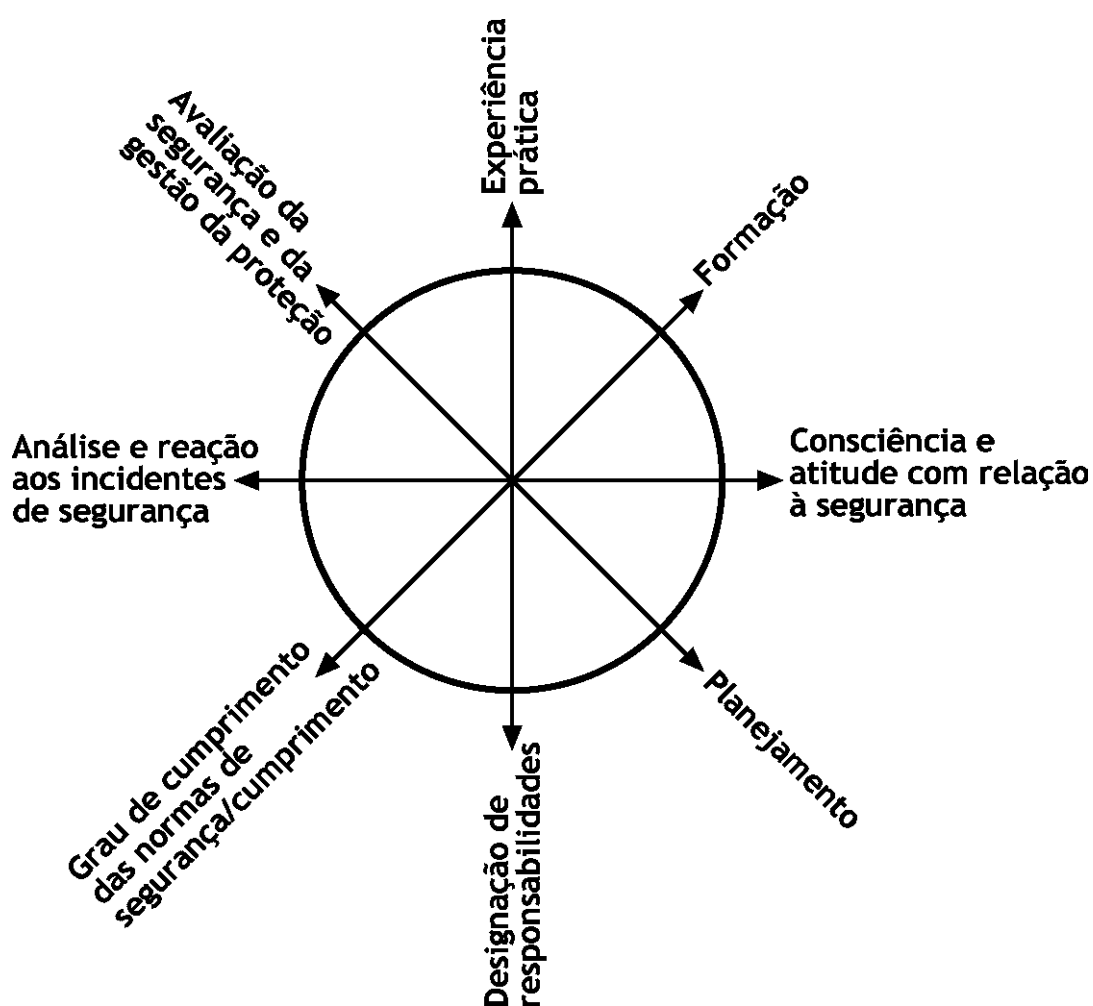 Experiência
prática
Formação
Consciência e
atitude com relação
à segurança
Planejamento
Designação de
responsabilidades
Grau de cumprimento
das normas de
segurança/cumprimento
Análise e reação
aos incidentes
de segurança
Avaliação da
segurança e da
gestão da proteção